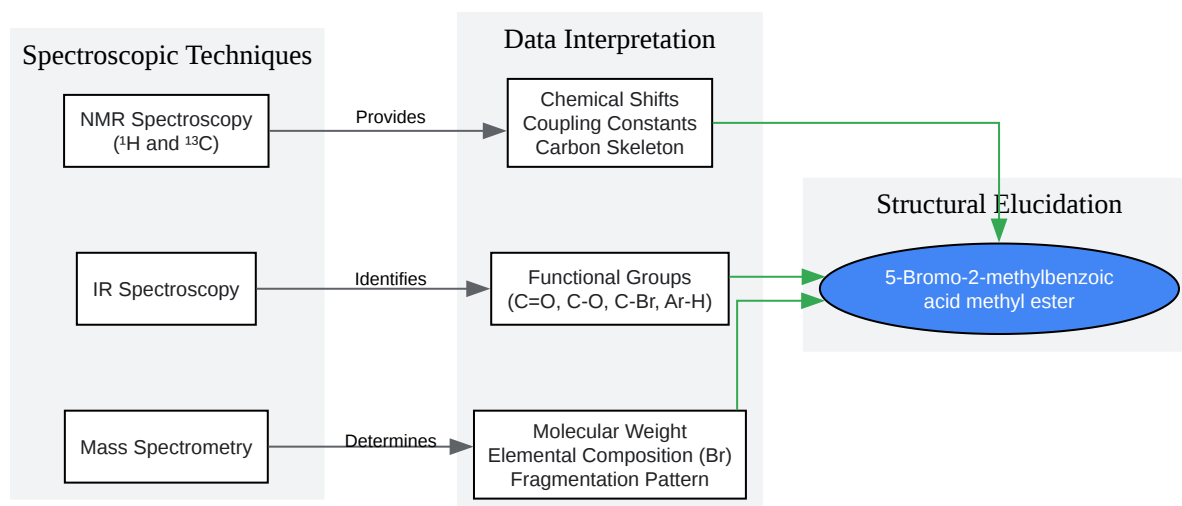 Spectroscopic Techniques
Data Interpretation
NMR Spectroscopy
(¹H and ¹³C)
Provides
Chemical Shifts
Coupling Constants
Carbon Skeleton
Structural Elucidation
IR Spectroscopy
Identifies
Functional Groups
(C=O, C-O, C-Br, Ar-H)
5-Bromo-2-methylbenzoic
acid methyl ester
Mass Spectrometry
Determines
Molecular Weight
Elemental Composition (Br)
Fragmentation Pattern